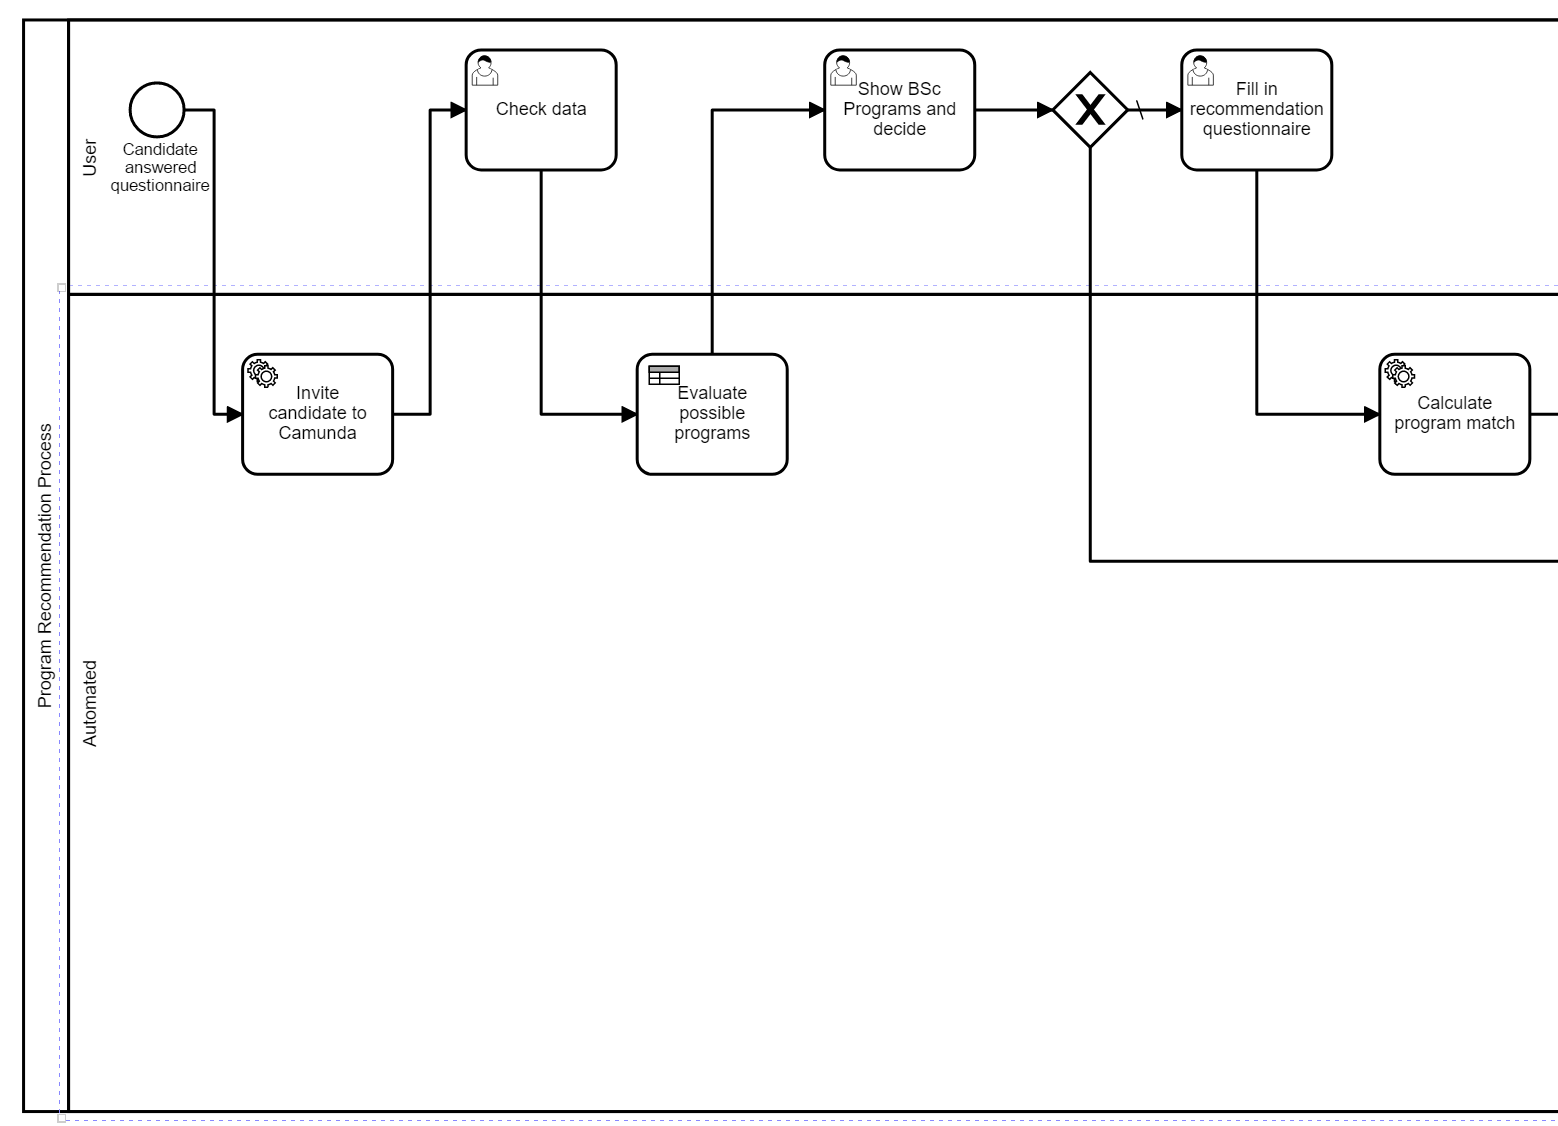 Program Recommendation Process
User
Candidate
answered
questionnaire
Check data
Show BSc
Programs and
decide
X
Fill in
recommendation
questionnaire
Automated
Invite
candidate to
Camunda
Evaluate
possible
programs
Calculate
program match